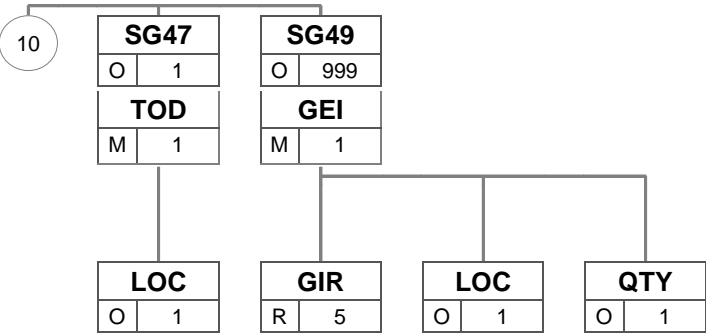 10
SG47 SG49
O 1 O 999
TOD GEI
M 1 M 1
LOC GIR LOC QTY
O 1 R 5 O 1 O 1